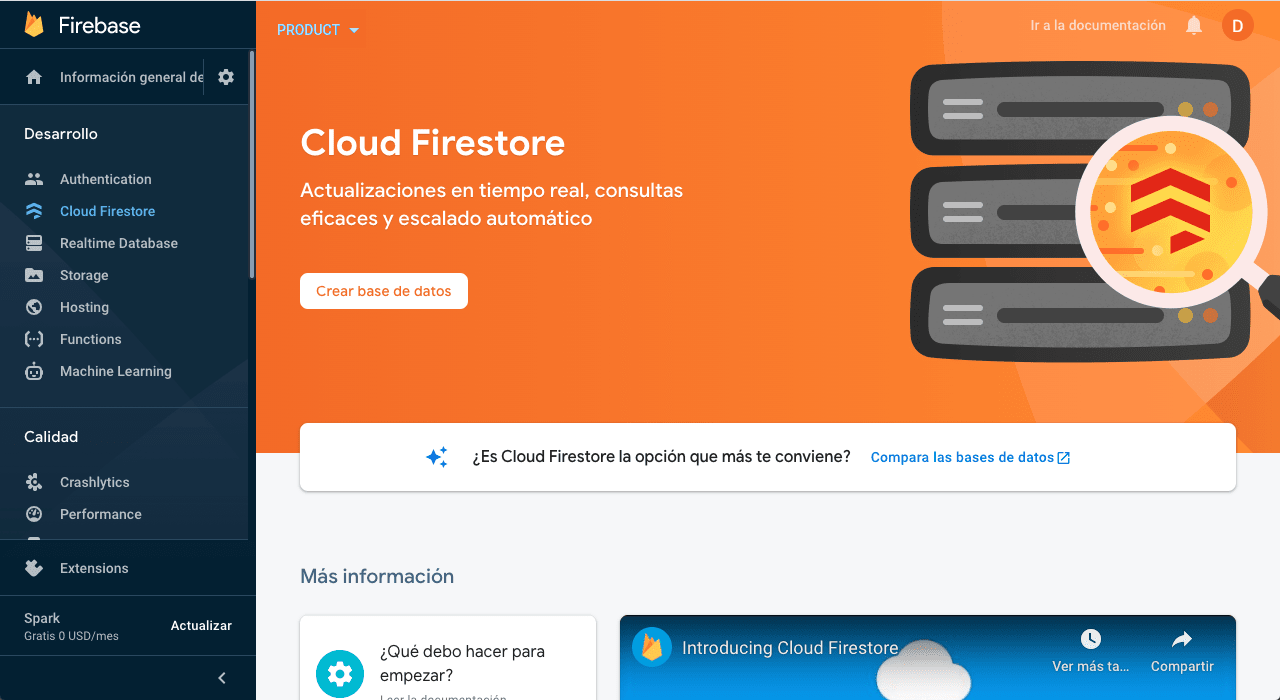 Firebase
PRODUCT
Ir a la documentación
D
Información general de
Desarrollo
Authentication
Cloud Firestore
Realtime Database
Storage
Hosting
Functions
Machine Learning
Calidad
Crashlytics
Performance
Extensions
Spark
Gratis 0 USD/mes
Actualizar
Cloud Firestore
Actualizaciones en tiempo real, consultas
eficaces y escalado automático
Crear base de datos
¿Es Cloud Firestore la opción que más te conviene? Compara las bases de datos
Más información
¿Qué debo hacer para
empezar?
Leer la documentación
Introducing Cloud Firestore
Ver más ta...
Compartir